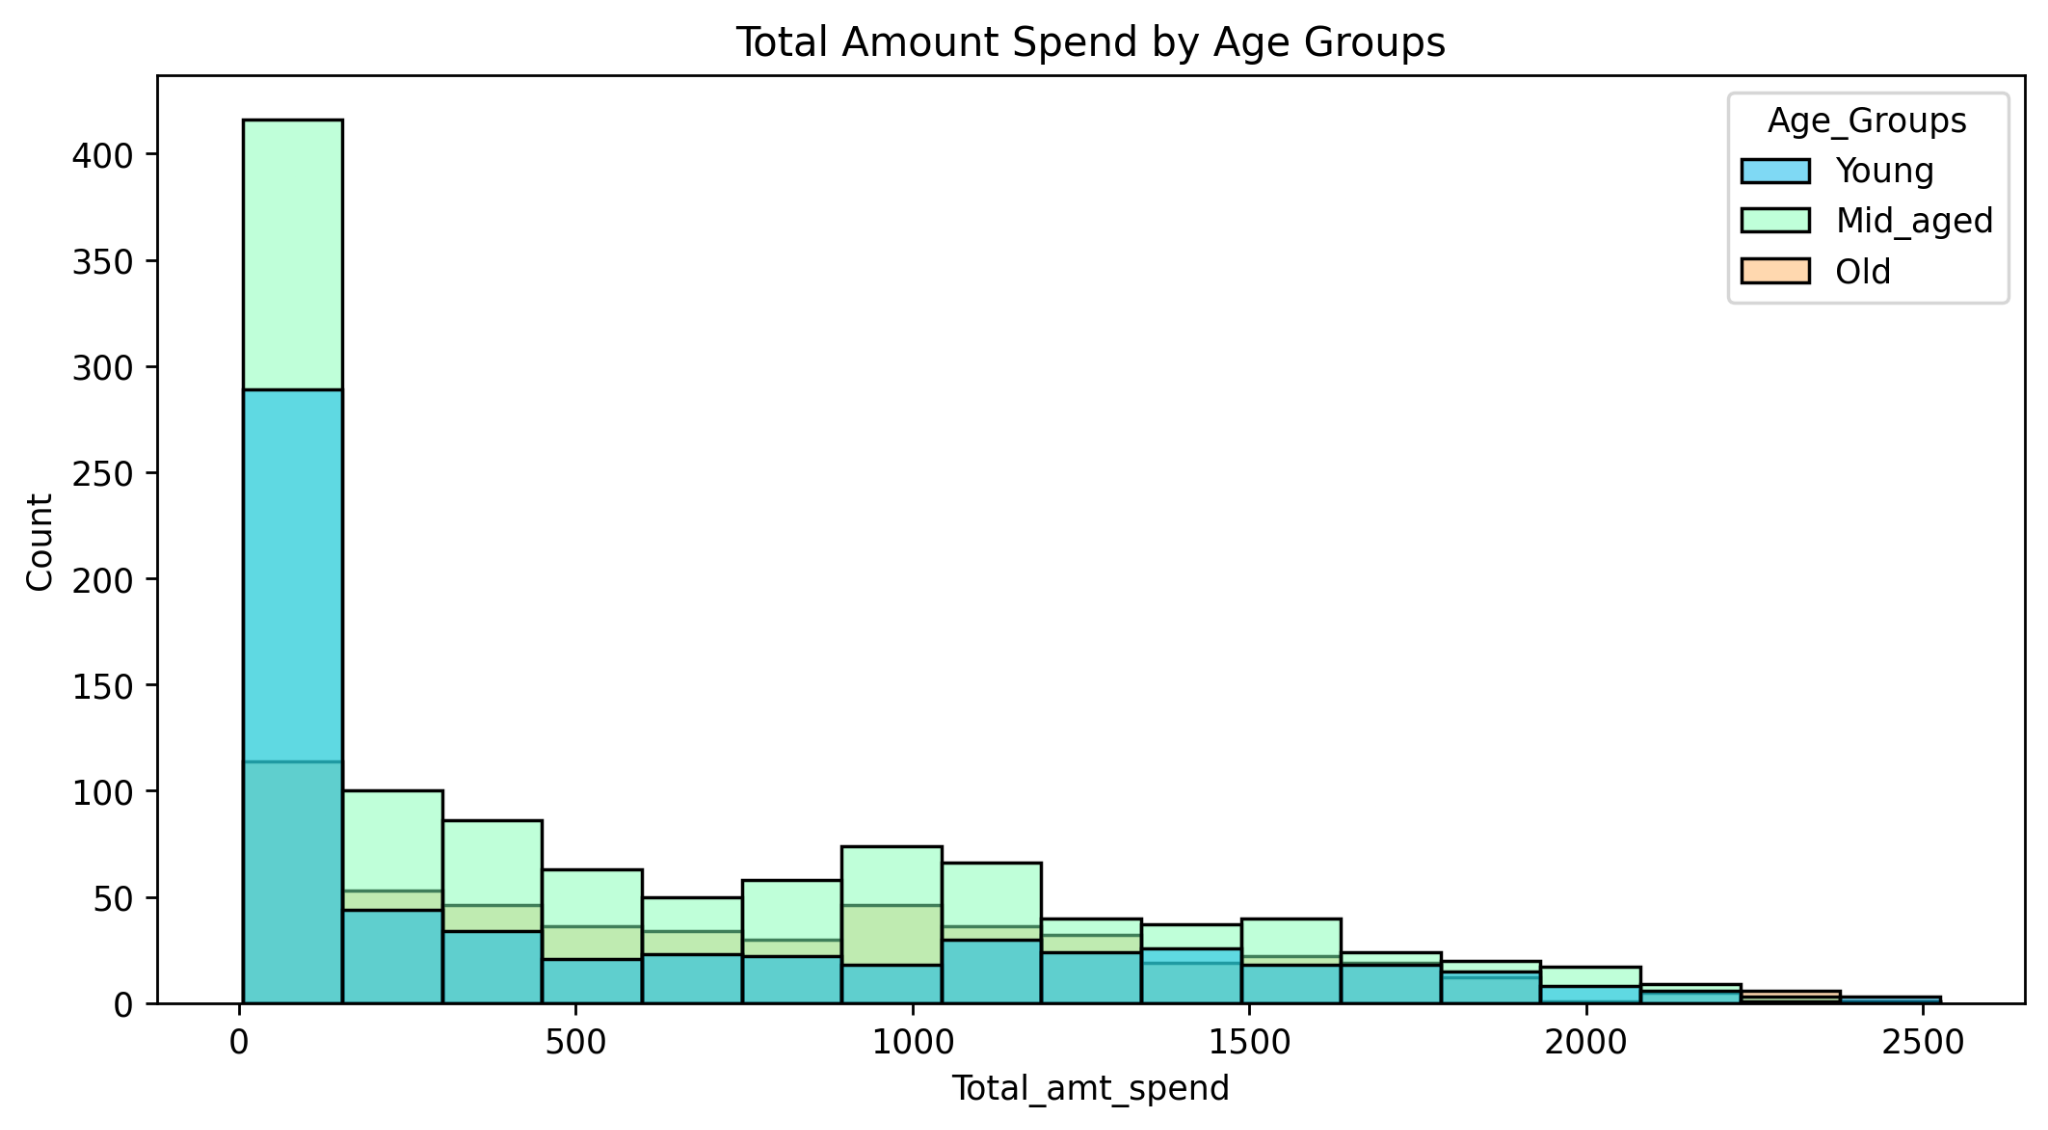 Total Amount Spend by Age Groups
Age_Groups
Young
Mid_aged
Old
Count
400
350
300
250
200
150
100
50
0
0 500 1000 1500 2000 2500
Total_amt_spend